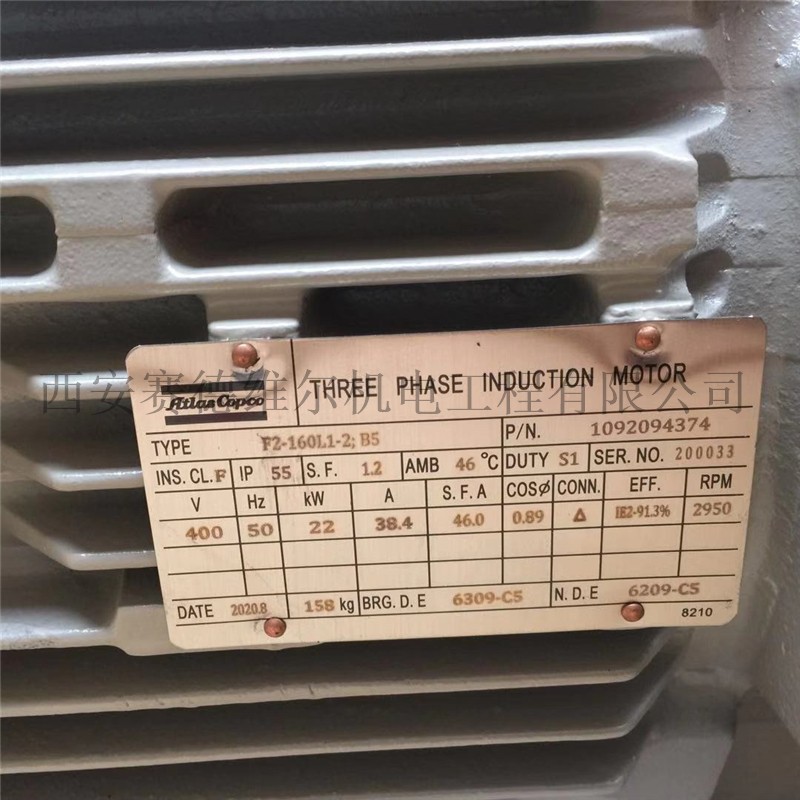 THREE PHASE INDUCTION MOTOR
Atlas Copco
西安赛德维尔机电工程有限公司
TYPE F2-160L1-2; B5 P/N. 1092094374
INS. CL. F IP 55 S.F. 1.2 AMB 46 °C DUTY S1 SER. NO. 200033
V Hz kW A S.F.A COSø CONN. EFF. RPM
400 50 22 38.4 46.0 0.89 Δ IE2-91.3% 2950
DATE 2020.8 158 kg BRG. D.E 6309-C5 N.D.E 6209-C5
8210